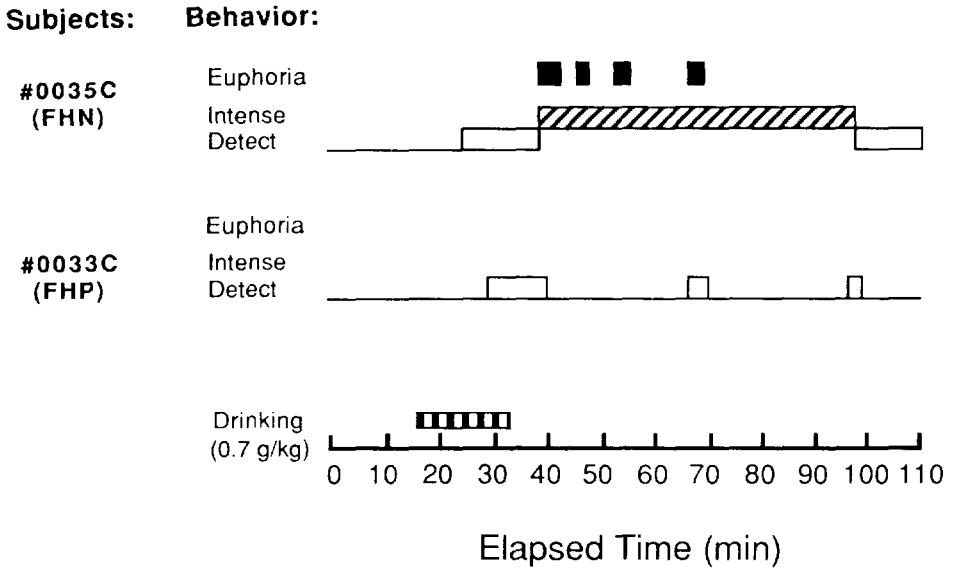 Subjects: Behavior:
#0035C
(FHN)
Euphoria
Intense
Detect
#0033C
(FHP)
Euphoria
Intense
Detect
Drinking
(0.7 g/kg)
0 10 20 30 40 50 60 70 80 90 100 110
Elapsed Time (min)